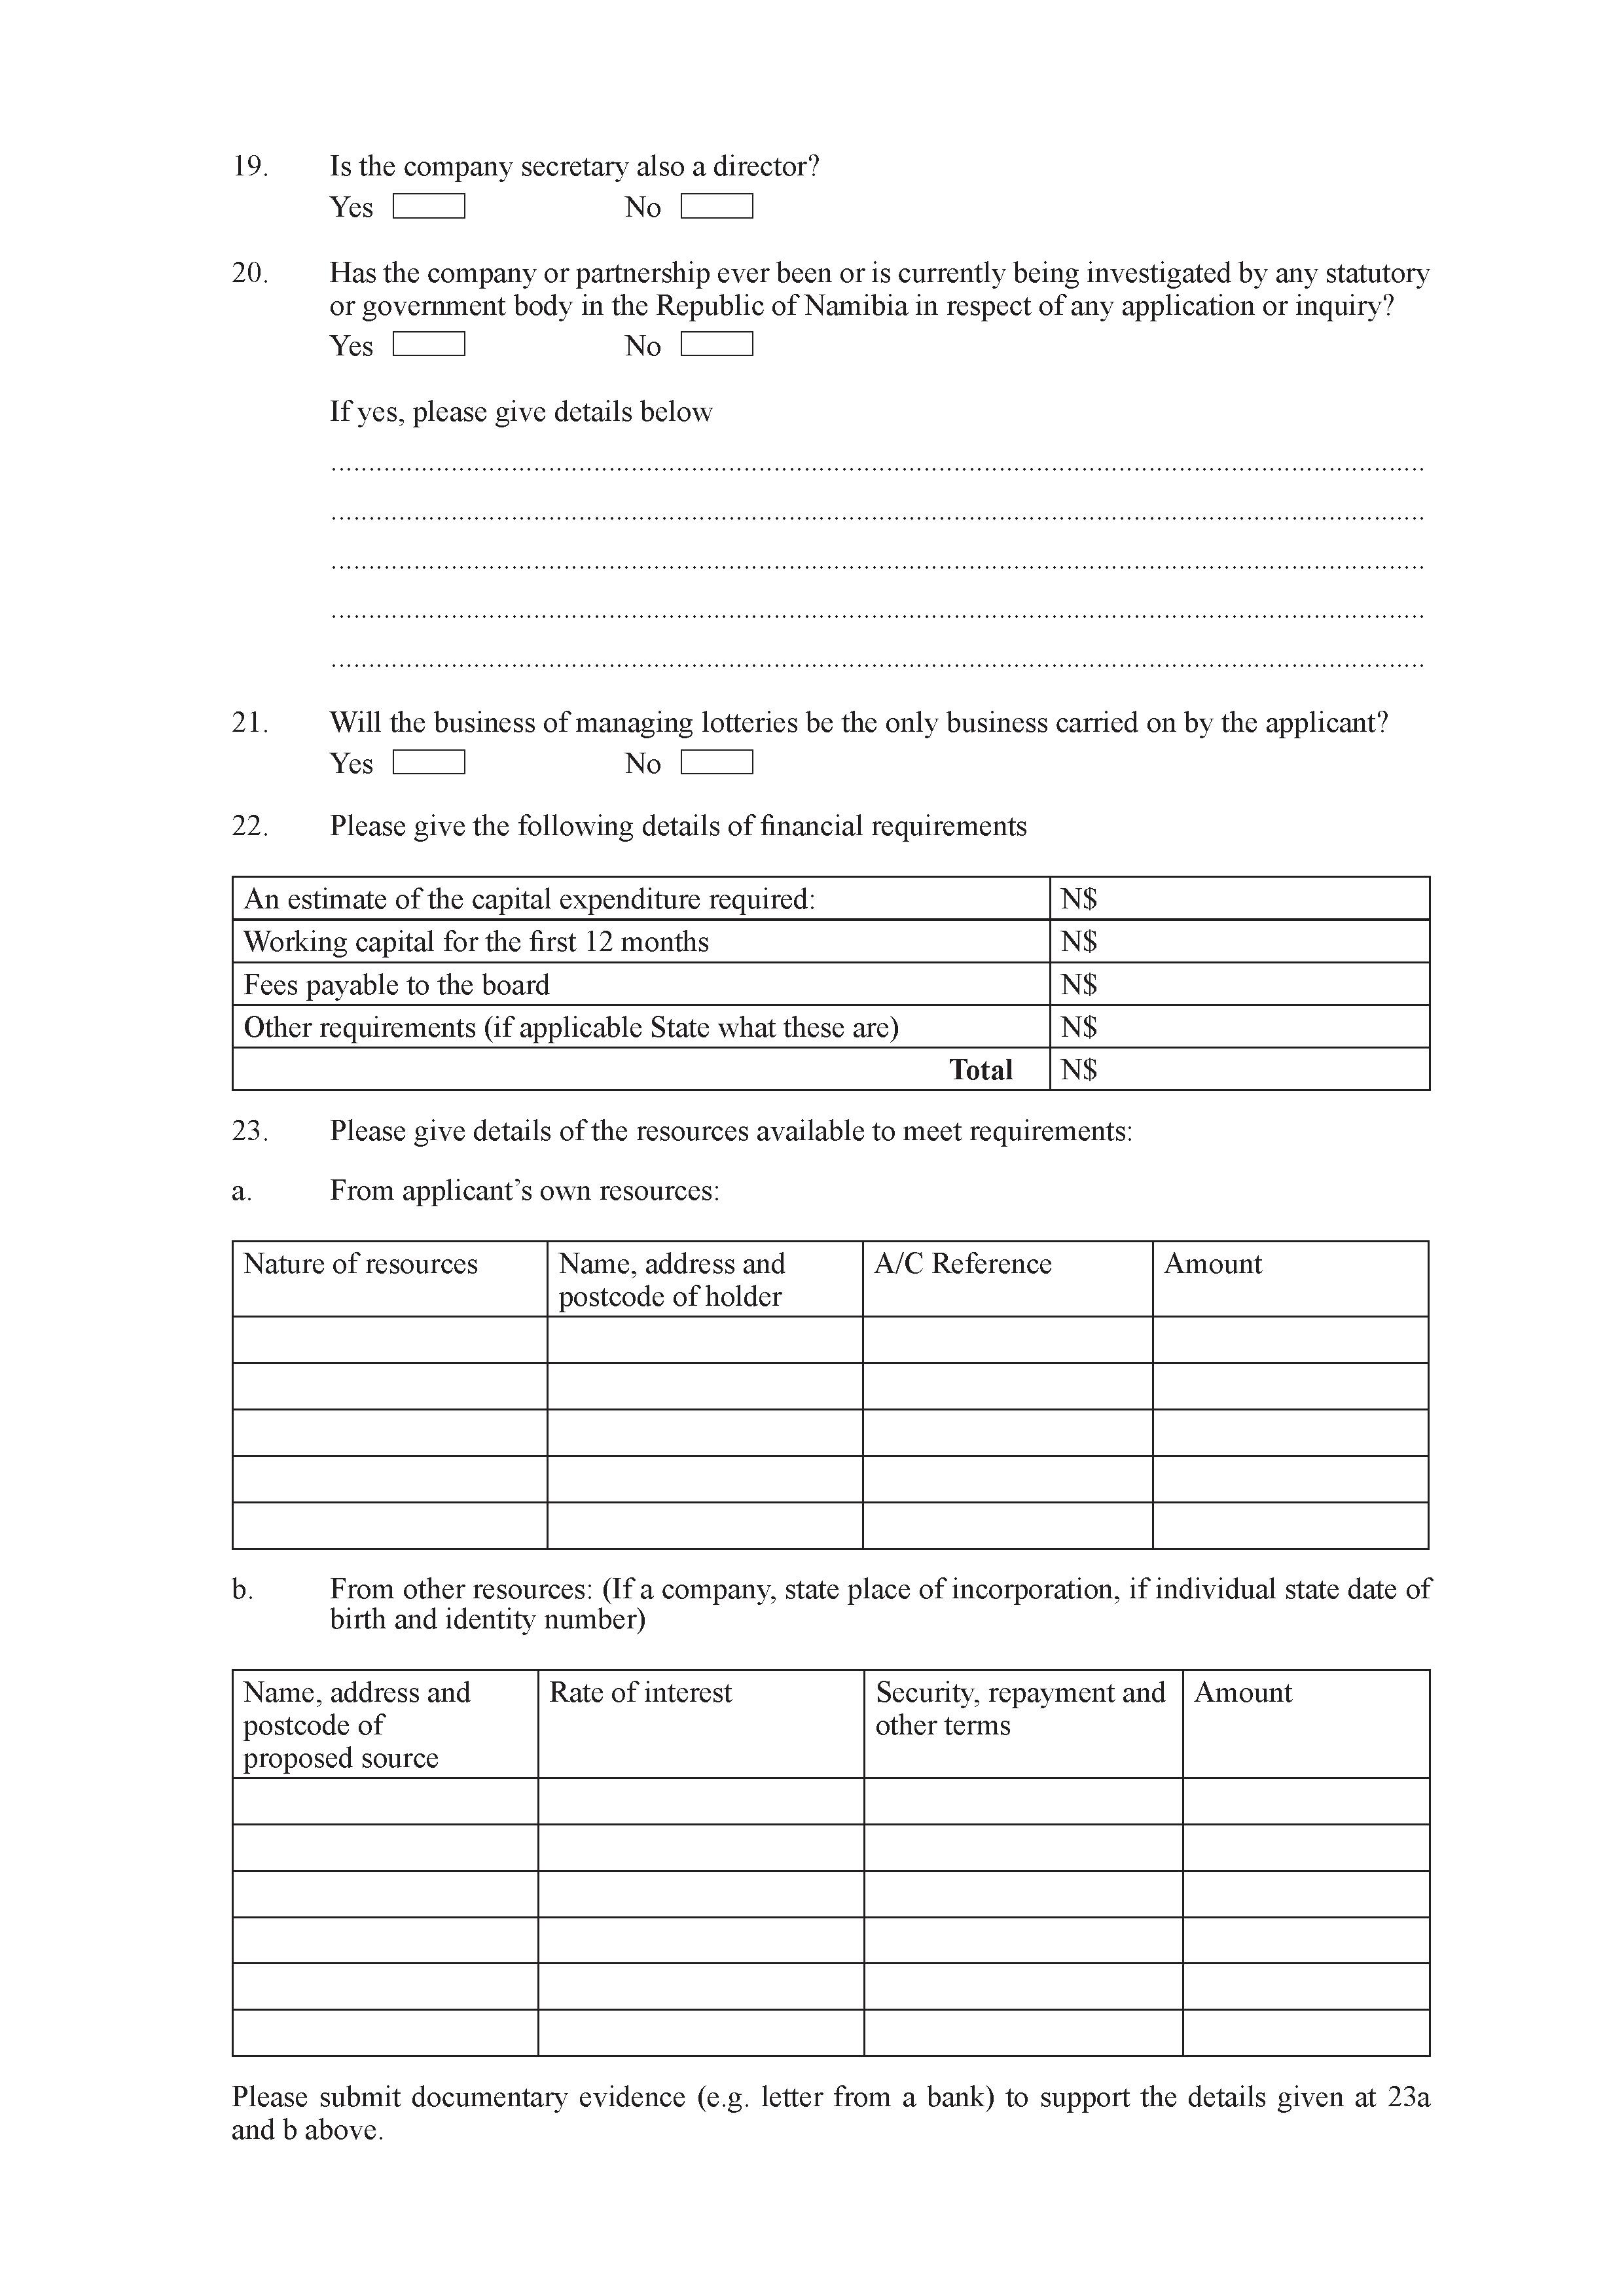 19. Is the company secretary also a director?
Yes No
20. Has the company or partnership ever been or is currently being investigated by any statutory
or government body in the Republic of Namibia in respect of any application or inquiry?
Yes No
If yes, please give details below
................................................................................
................................................................................
................................................................................
................................................................................
................................................................................
21. Will the business of managing lotteries be the only business carried on by the applicant?
Yes No
22. Please give the following details of financial requirements
An estimate of the capital expenditure required: N$
Working capital for the first 12 months N$
Fees payable to the board N$
Other requirements (if applicable State what these are) N$
Total N$
23. Please give details of the resources available to meet requirements:
a. From applicant’s own resources:
Nature of resources Name, address and A/C Reference Amount
postcode of holder
b. From other resources: (If a company, state place of incorporation, if individual state date of
birth and identity number)
Name, address and Rate of interest Security, repayment and Amount
postcode of other terms
proposed source
Please submit documentary evidence (e.g. letter from a bank) to support the details given at 23a
and b above.